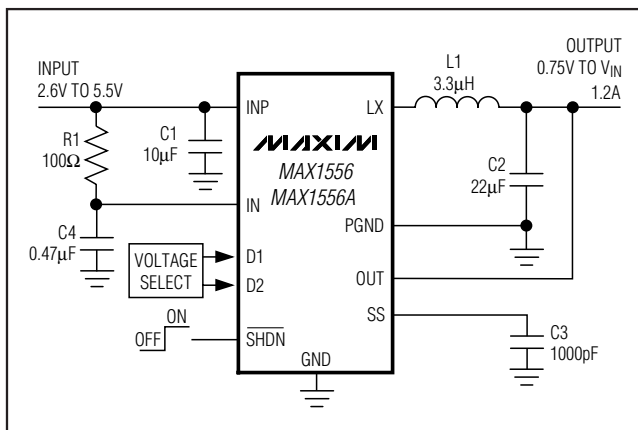 INPUT
2.6V TO 5.5V
R1
100Ω
C4
0.47μF
C1
10μF
VOLTAGE
SELECT
ON
OFF
INP
IN
D1
D2
SHDN
GND
MAXIM
MAX1556
MAX1556A
LX
PGND
OUT
SS
L1
3.3μH
OUTPUT
0.75V TO VIN
1.2A
C2
22μF
C3
1000pF